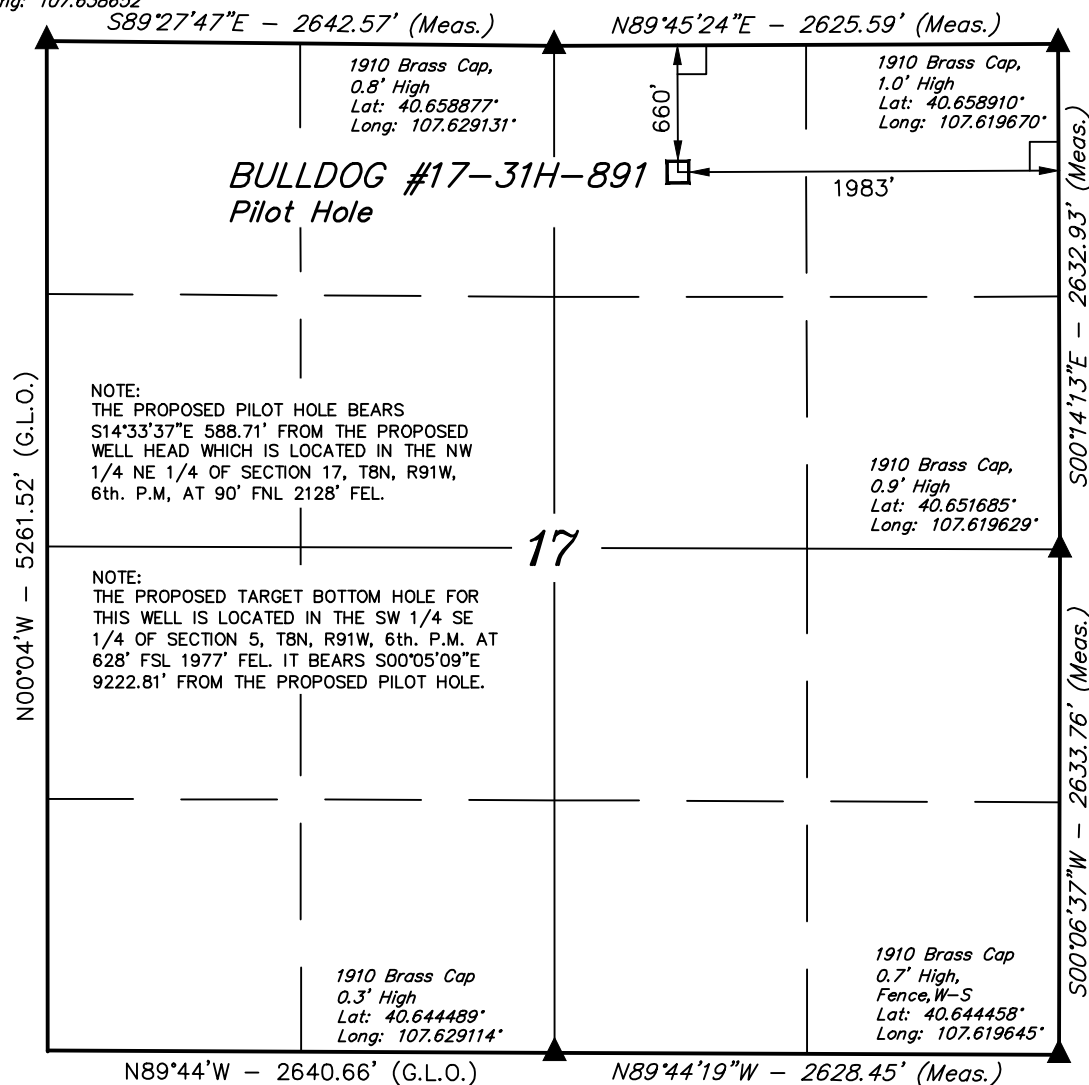 Long: 107.638652°
S89°27'47"E - 2642.57' (Meas.)
N89°45'24"E - 2625.59' (Meas.)
1910 Brass Cap,
0.8' High
Lat: 40.658877°
Long: 107.629131°
660'
1910 Brass Cap,
1.0' High
Lat: 40.658910°
Long: 107.619670°
BULLDOG #17-31H-891
Pilot Hole
1983'
S00°14'13"E - 2632.93' (Meas.)
N00°04'W - 5261.52' (G.L.O.)
NOTE:
THE PROPOSED PILOT HOLE BEARS
S14°33'37"E 588.71' FROM THE PROPOSED
WELL HEAD WHICH IS LOCATED IN THE NW
1/4 NE 1/4 OF SECTION 17, T8N, R91W,
6th. P.M, AT 90' FNL 2128' FEL.
1910 Brass Cap,
0.9' High
Lat: 40.651685°
Long: 107.619629°
17
NOTE:
THE PROPOSED TARGET BOTTOM HOLE FOR
THIS WELL IS LOCATED IN THE SW 1/4 SE
1/4 OF SECTION 5, T8N, R91W, 6th. P.M. AT
628' FSL 1977' FEL. IT BEARS S00°05'09"E
9222.81' FROM THE PROPOSED PILOT HOLE.
S00°06'37"W - 2633.76' (Meas.)
1910 Brass Cap
0.3' High
Lat: 40.644489°
Long: 107.629114°
1910 Brass Cap
0.7' High,
Fence,W-S
Lat: 40.644458°
Long: 107.619645°
N89°44'W - 2640.66' (G.L.O.)
N89°44'19"W - 2628.45' (Meas.)